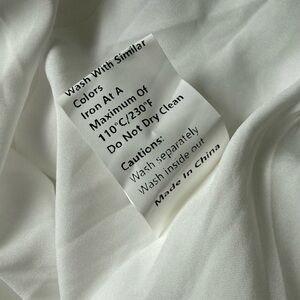 Wash With Similar
Colors
Iron At A
Maximum Of
110°C/230°F
Do Not Dry Clean
Cautions:
Wash separately
Wash inside out
Made In China